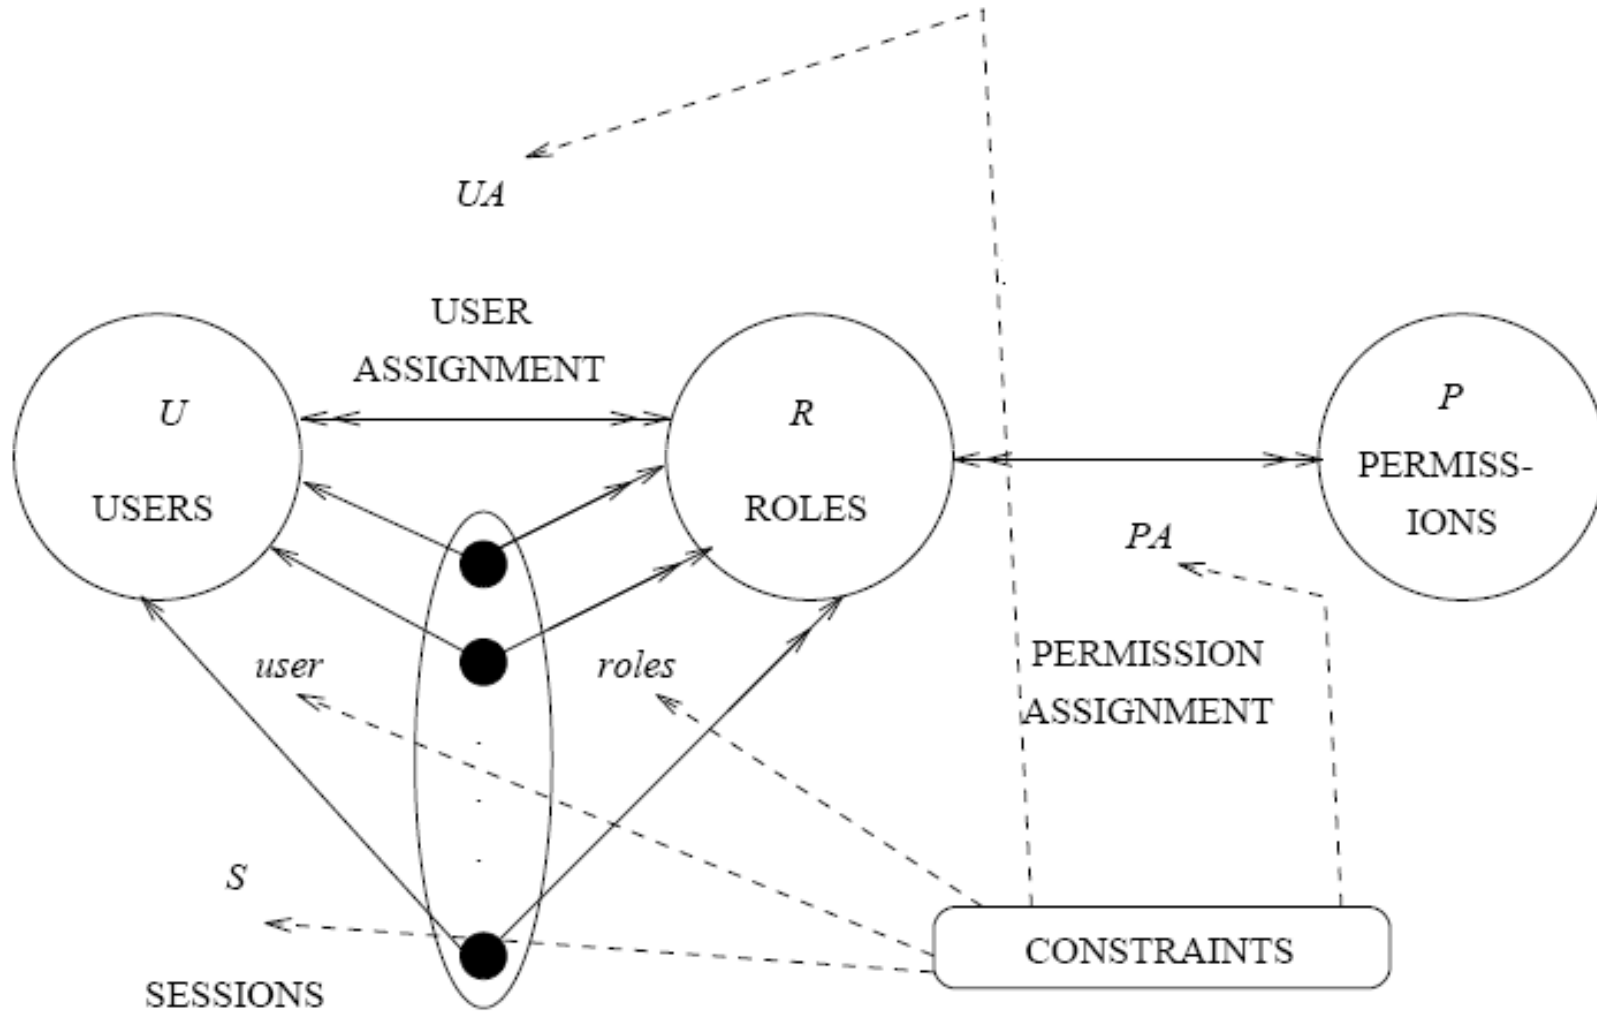 UA
USER
ASSIGNMENT
U
USERS
R
ROLES
P
PERMISS-
IONS
PA
user
roles
PERMISSION
ASSIGNMENT
S
SESSIONS
CONSTRAINTS